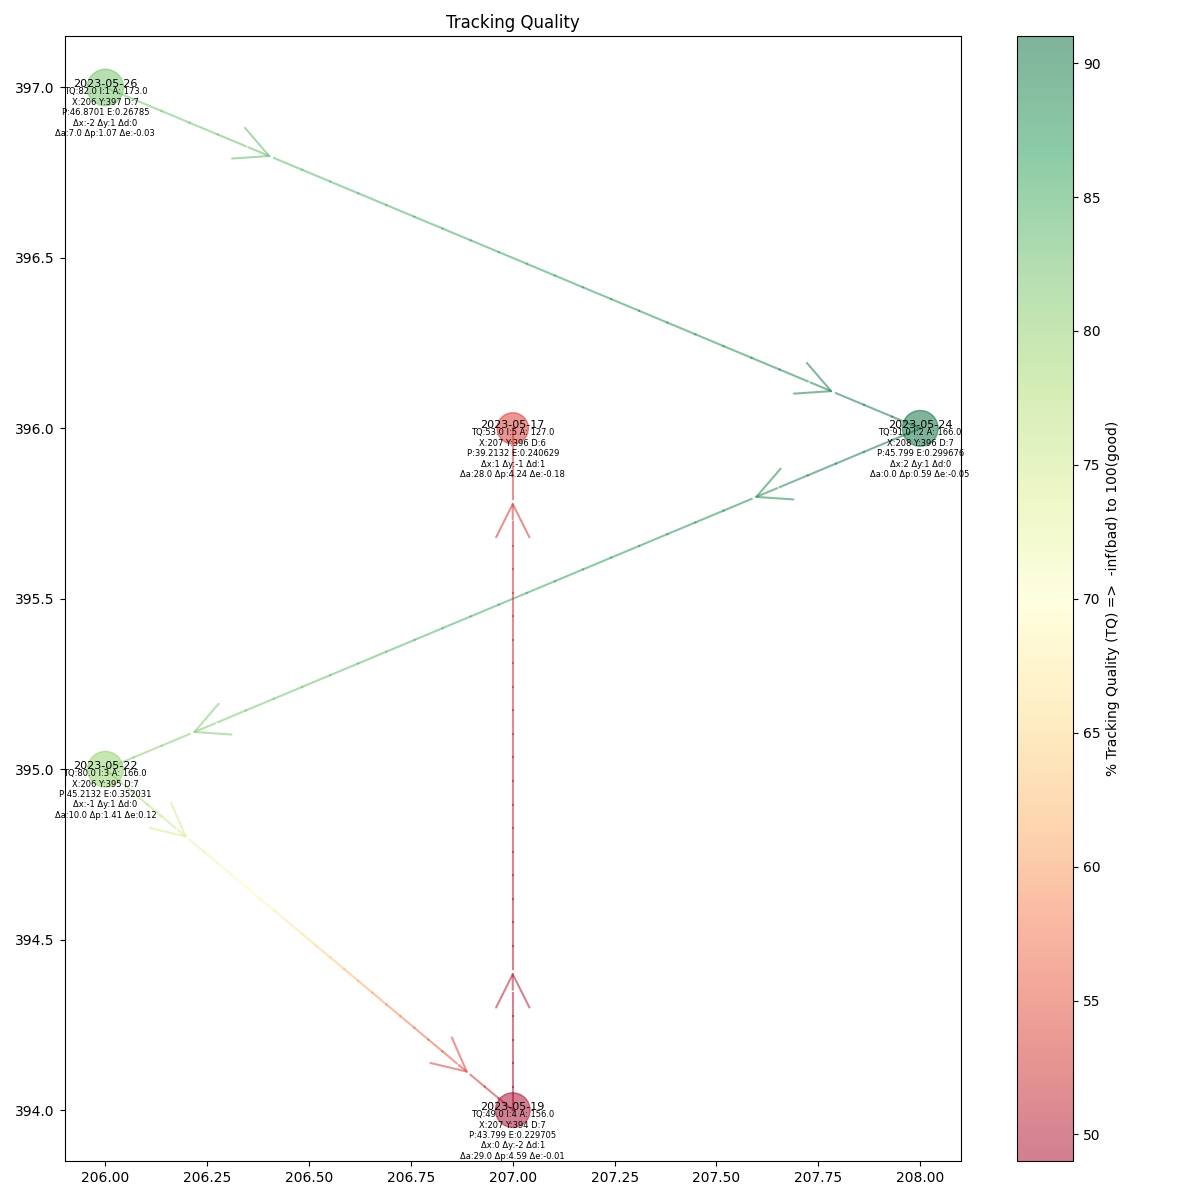 Tracking Quality
397.0
396.5
396.0
395.5
395.0
394.5
394.0
2023-05-26
TQ:82.0 I:1 A: 173.0
X:206 Y:397 D:7
P:46.8701 E:0.26785
Δx:-2 Δy:1 Δd:0
Δa:7.0 Δp:1.07 Δe:-0.03
2023-05-17
TQ:53.0 I:5 A: 127.0
X:207 Y:396 D:6
P:39.2132 E:0.240629
Δx:1 Δy:-1 Δd:1
Δa:28.0 Δp:4.24 Δe:-0.18
2023-05-24
TQ:91.0 I:2 A: 166.0
X:208 Y:396 D:7
P:45.799 E:0.299676
Δx:2 Δy:1 Δd:0
Δa:0.0 Δp:0.59 Δe:-0.05
2023-05-22
TQ:80.0 I:3 A: 166.0
X:206 Y:395 D:7
P:45.2132 E:0.352031
Δx:-1 Δy:1 Δd:0
Δa:10.0 Δp:1.41 Δe:0.12
2023-05-19
TQ:49.0 I:4 A: 156.0
X:207 Y:394 D:7
P:43.799 E:0.229705
Δx:0 Δy:-2 Δd:1
Δa:29.0 Δp:4.59 Δe:-0.01
206.00 206.25 206.50 206.75 207.00 207.25 207.50 207.75 208.00
90
85
80
75
70
65
60
55
50
% Tracking Quality (TQ) => -inf(bad) to 100(good)